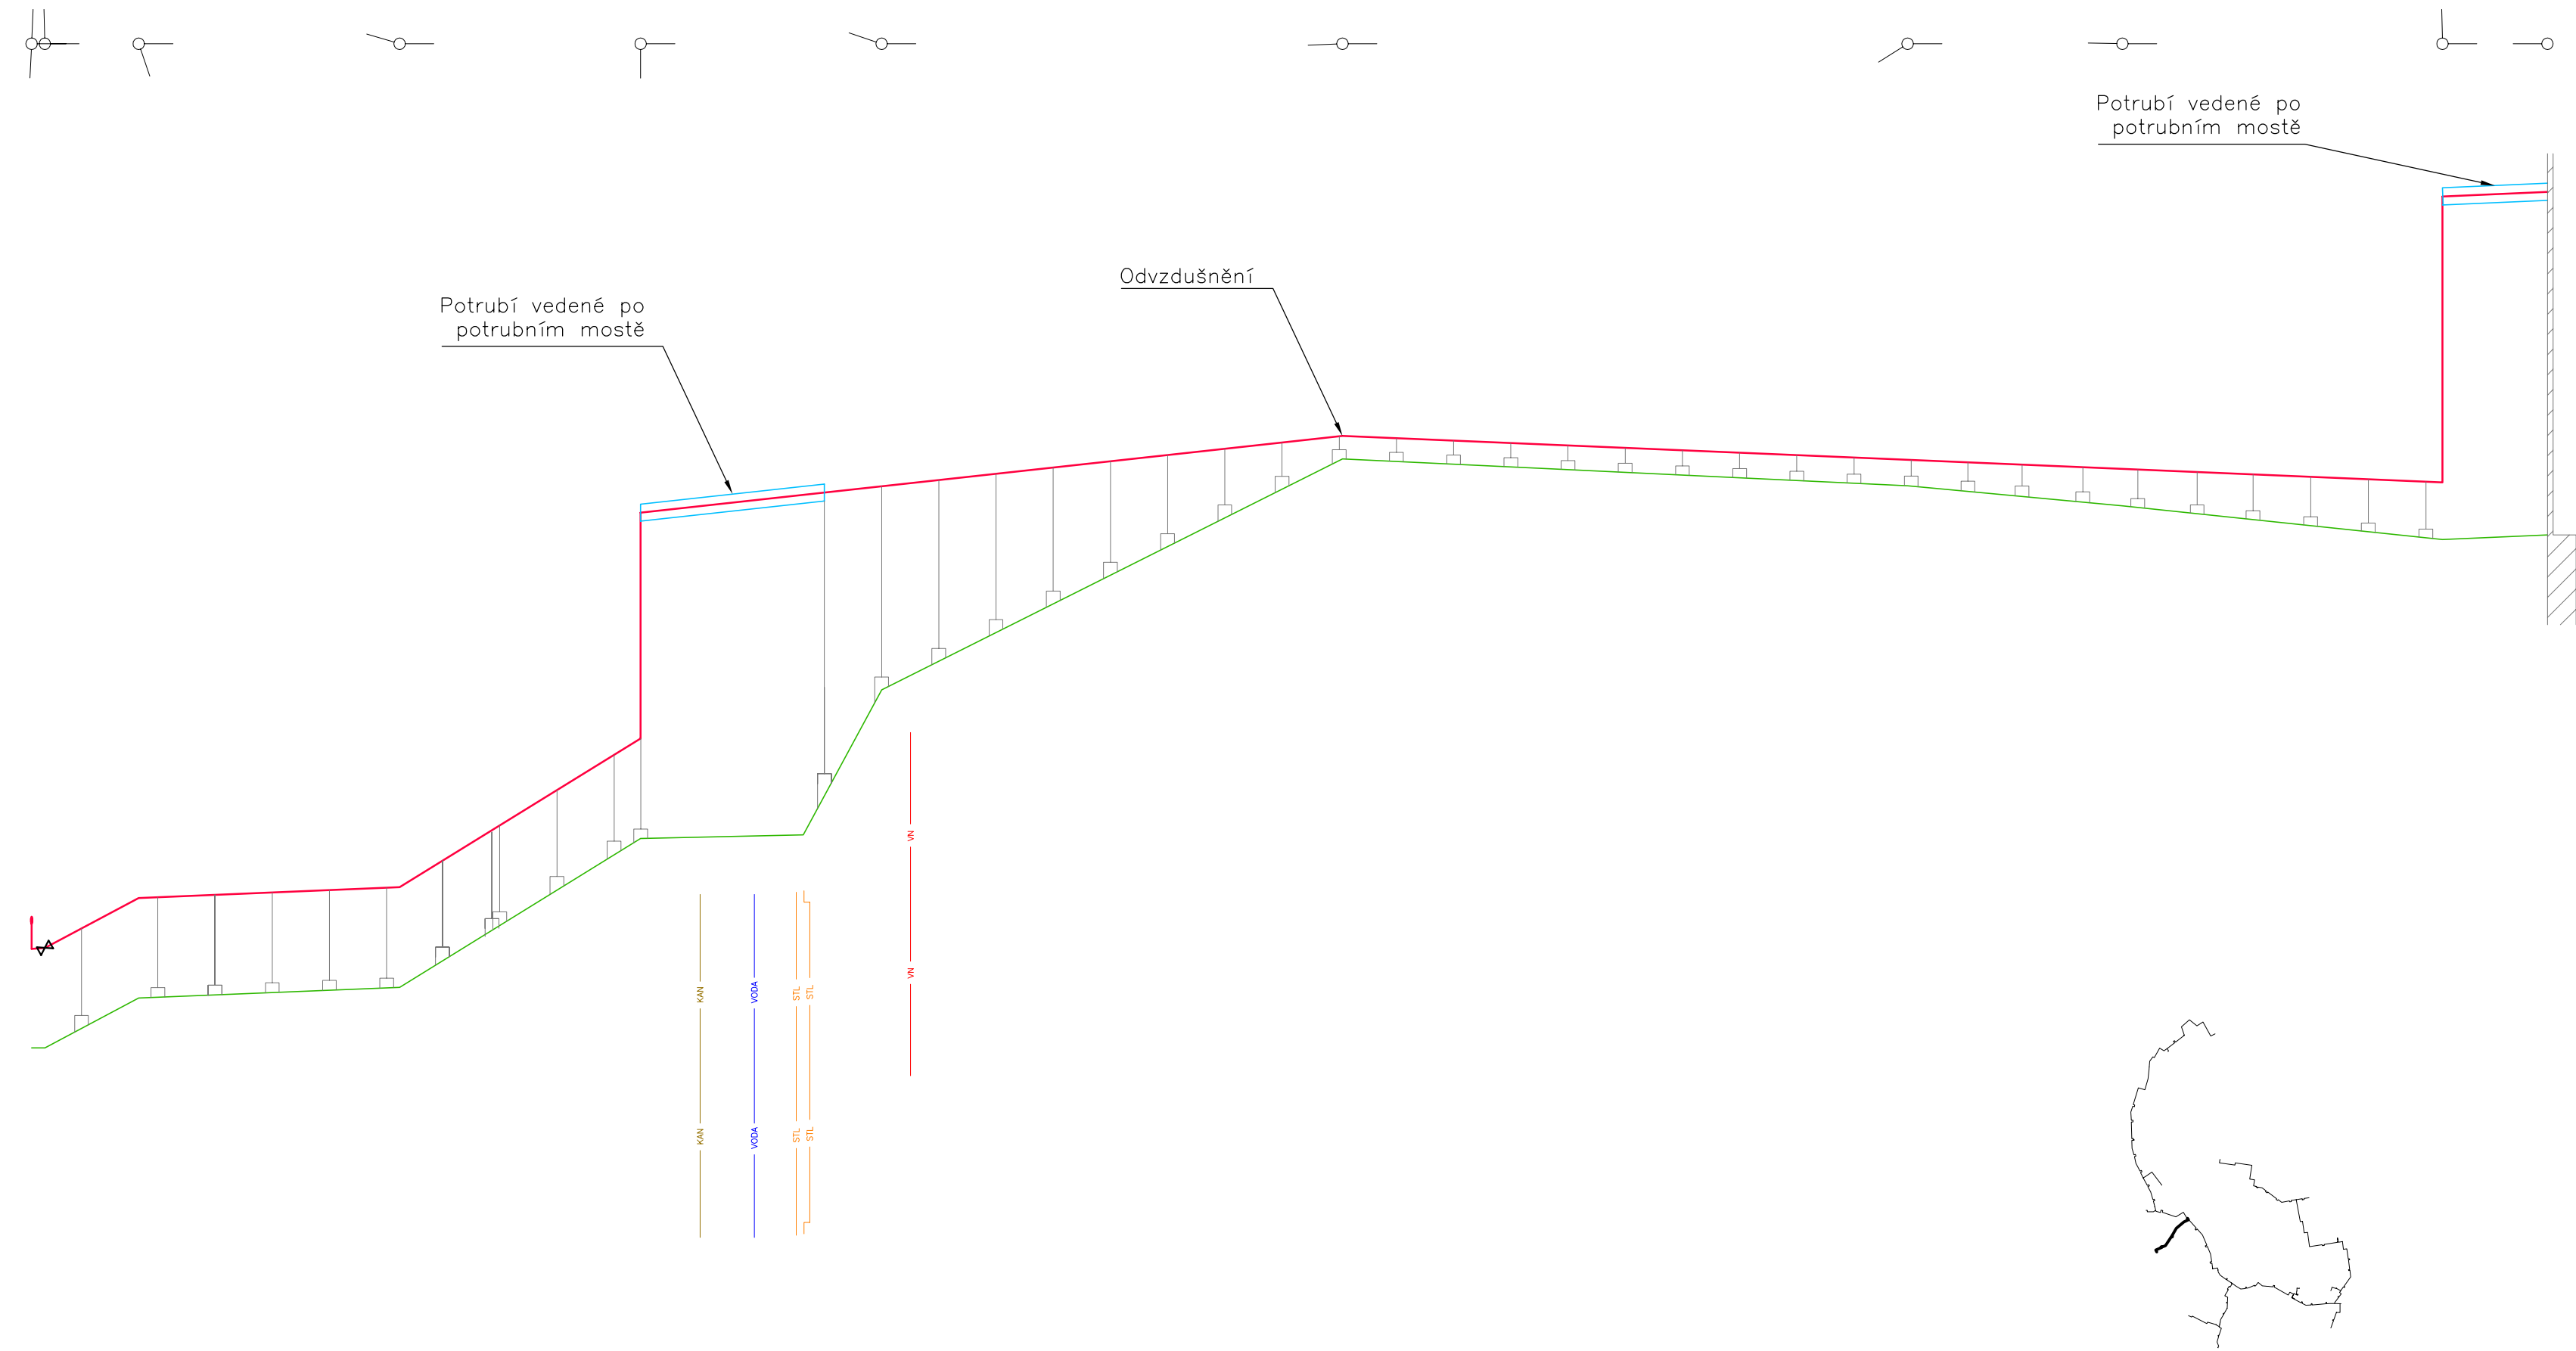 Potrubí vedené po
potrubním mostě
Odvzdušnění
Potrubí vedené po
potrubním mostě
VN
VN
KAN
VODA
STL
STL
KAN
VODA
STL
STL